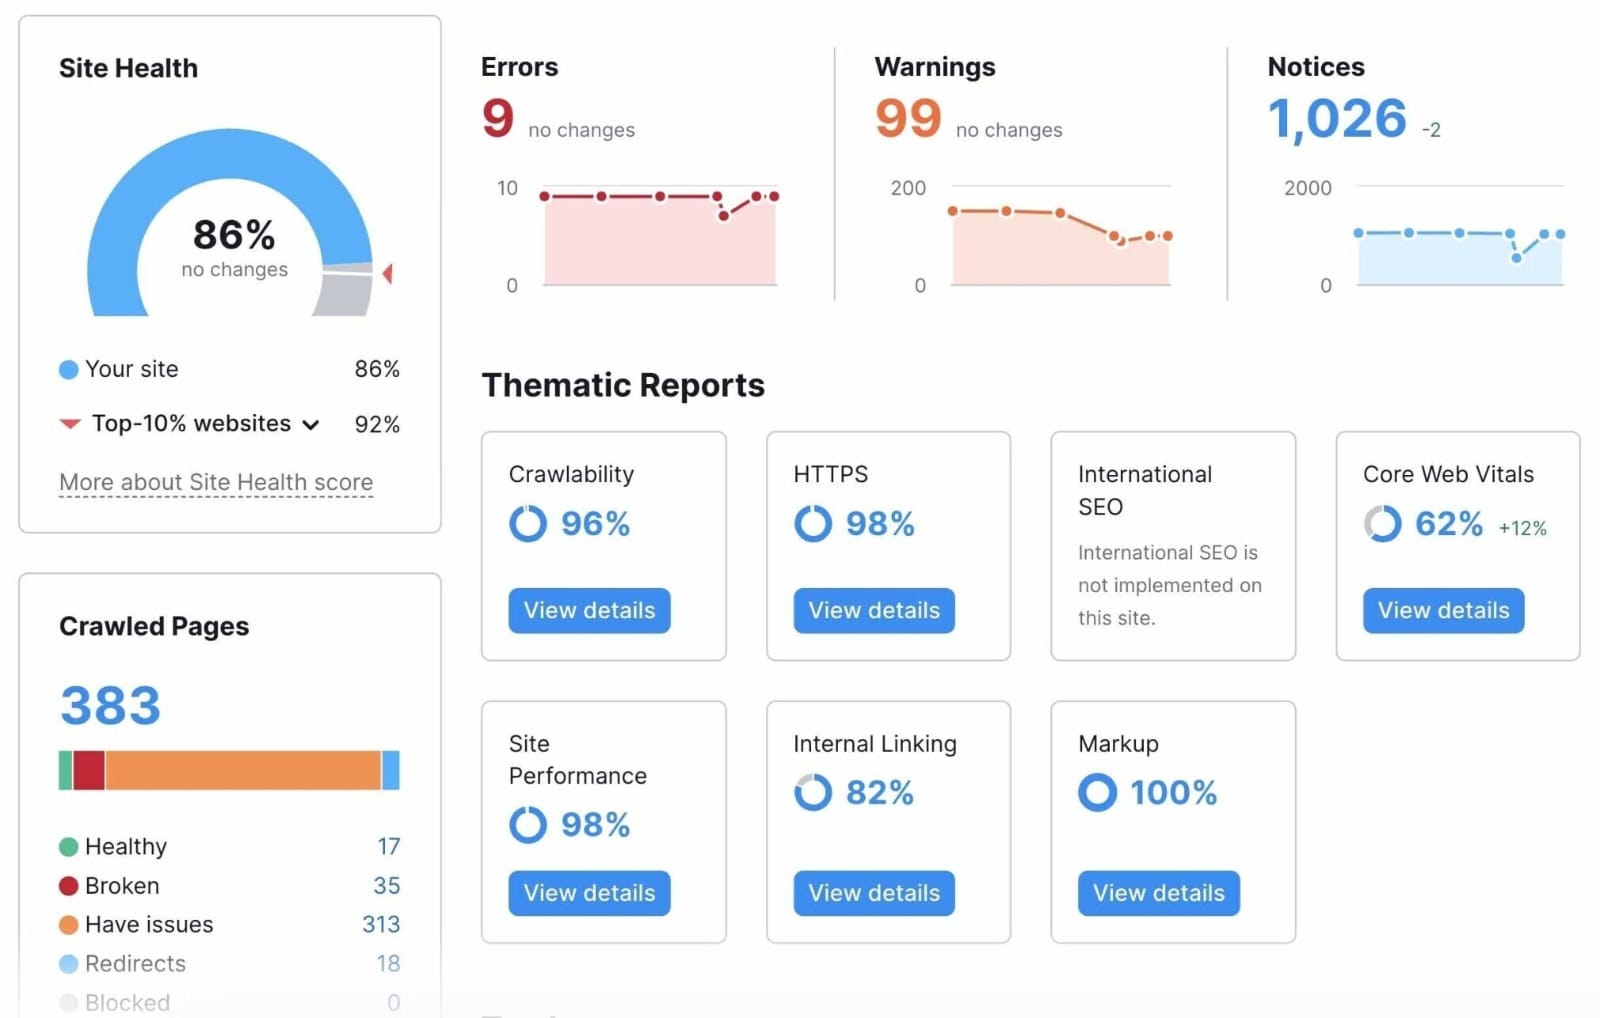 Site Health
86%
no changes
Your site 86%
Top-10% websites 92%
More about Site Health score
Errors
9 no changes
10
0
Warnings
99 no changes
200
0
Notices
1,026 -2
2000
0
Thematic Reports
Crawlability
96%
View details
HTTPS
98%
View details
International
SEO
International SEO is
not implemented on
this site.
Core Web Vitals
62% +12%
View details
Site
Performance
98%
View details
Internal Linking
82%
View details
Markup
100%
View details
Crawled Pages
383
Healthy 17
Broken 35
Have issues 313
Redirects 18
Blocked 0